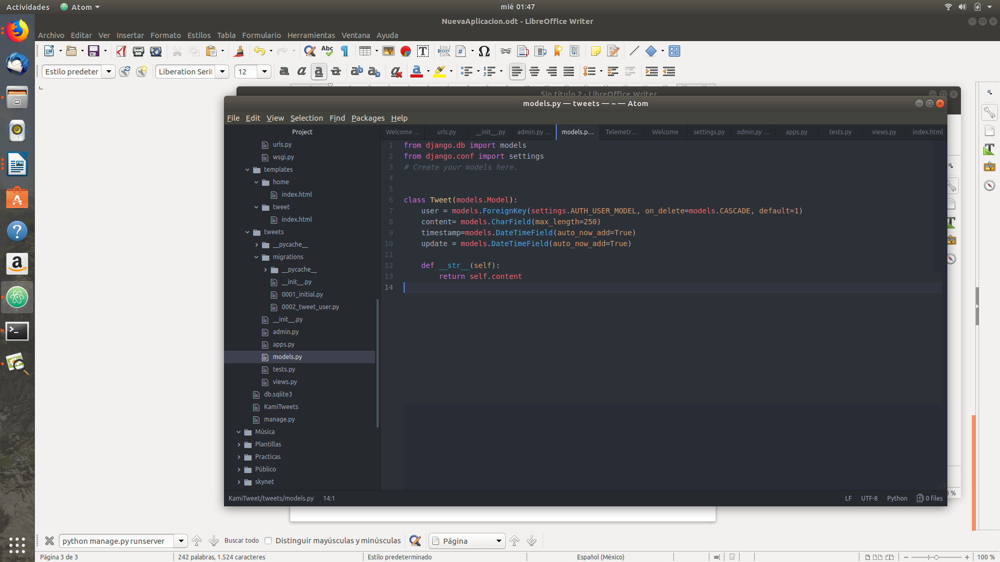 Actividades Atom mié 01:47
NuevaAplicacion.odt - LibreOffice Writer
Archivo Editar Ver Insertar Formato Estilos Tabla Formulario Herramientas Ventana Ayuda
Estilo predeter Liberation Seri 12
Sin título 2 - LibreOffice Writer
models.py — tweets — ~ — Atom
File Edit View Selection Find Packages Help
Project
Welcome ... urls.py __init__.py admin.py ... models.p... Telemetr... Welcome settings.py admin.py ... apps.py tests.py views.py index.html
urls.py
wsgi.py
templates
home
index.html
tweet
index.html
tweets
__pycache__
migrations
__pycache__
__init__.py
0001_initial.py
0002_tweet_user.py
__init__.py
admin.py
apps.py
models.py
tests.py
views.py
db.sqlite3
KamiTweets
manage.py
Música
Plantillas
Practicas
Público
skynet
1 from django.db import models
2 from django.conf import settings
3 # Create your models here.
4
5
6 class Tweet(models.Model):
7 user = models.ForeignKey(settings.AUTH_USER_MODEL, on_delete=models.CASCADE, default=1)
8 content= models.CharField(max_length=250)
9 timestamp=models.DateTimeField(auto_now_add=True)
10 update = models.DateTimeField(auto_now_add=True)
11
12 def __str__(self):
13 return self.content
14
KamiTweet/tweets/models.py 14:1 LF UTF-8 Python 0 files
python manage.py runserver Buscar todo Distinguir mayúsculas y minúsculas Página
Página 3 de 3 242 palabras, 1.524 caracteres Estilo predeterminado Español (México) 100 %